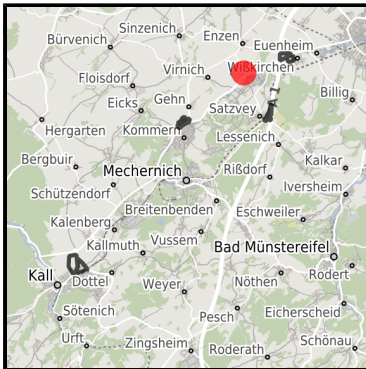 Sinzenich
Enzen
Bürvenich
Euenheim
Wißkirchen
Virnich
Floisdorf
Billig
Gehn
Eicks
Satzvey
Hergarten
Kommern
Lessenich
Bergbuir
Kalkar
Mechernich
Rißdorf
Schützendorf
Iversheim
Breitenbenden
Eschweiler
Kalenberg
Vussem
Kallmuth
Bad Münstereifel
Kall
Rodert
Dottel
Weyer
Nöthen
Sötenich
Pesch
Eicherscheid
Urft
Zingsheim
Schönau
Roderath